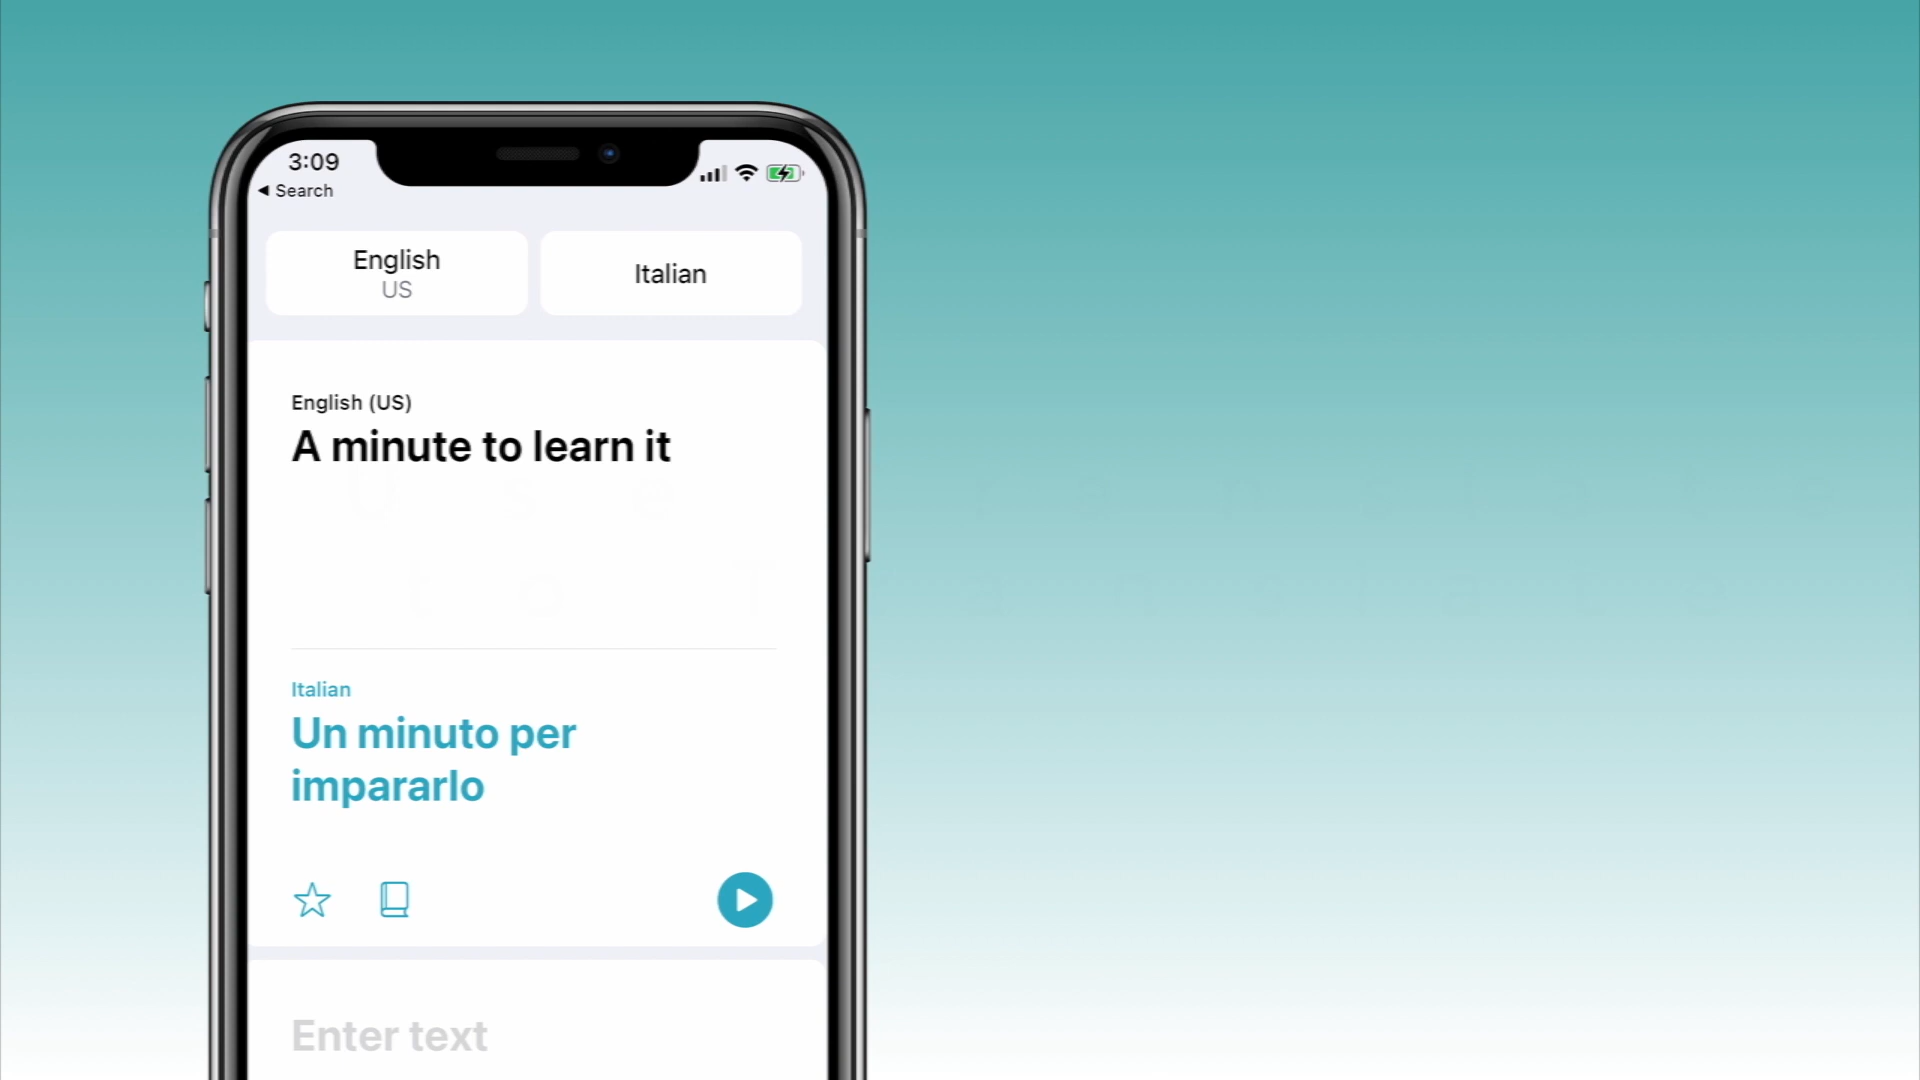 3:09
◀ Search
English
US
Italian
English (US)
A minute to learn it
Italian
Un minuto per
impararlo
Enter text